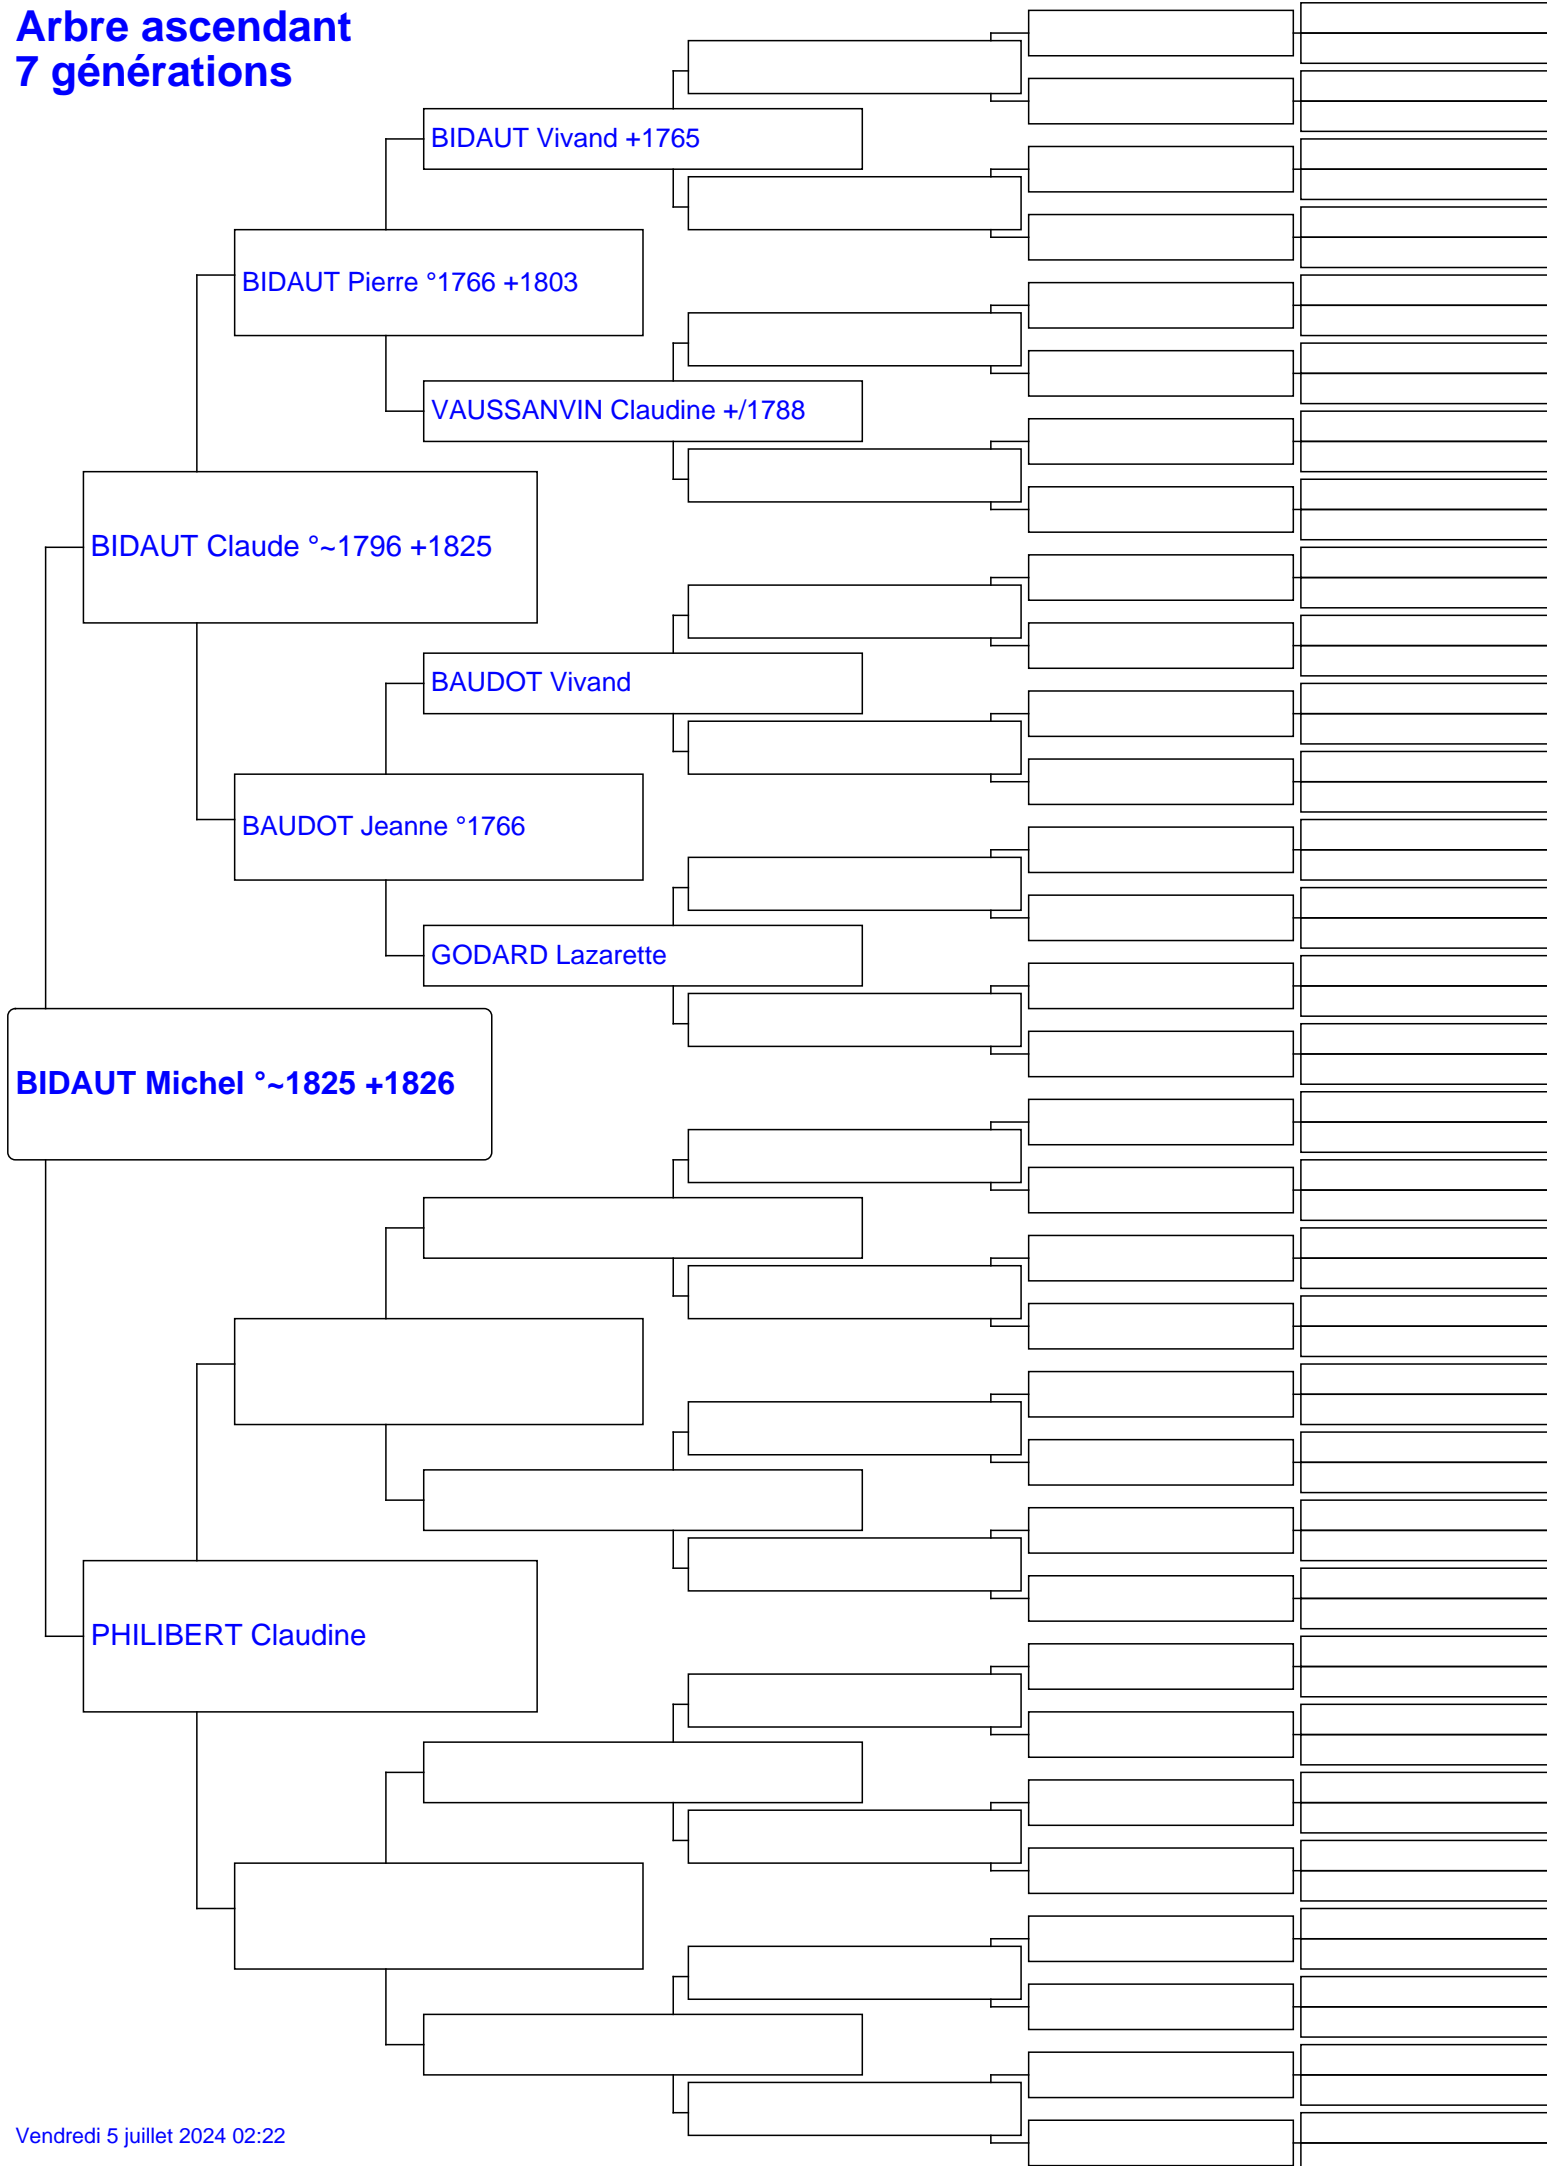 Arbre ascendant
7 générations
BIDAUT Vivand +1765
BIDAUT Pierre °1766 +1803
VAUSSANVIN Claudine +/1788
BIDAUT Claude °~1796 +1825
BAUDOT Vivand
BAUDOT Jeanne °1766
GODARD Lazarette
BIDAUT Michel °~1825 +1826
PHILIBERT Claudine
Vendredi 5 juillet 2024 02:22